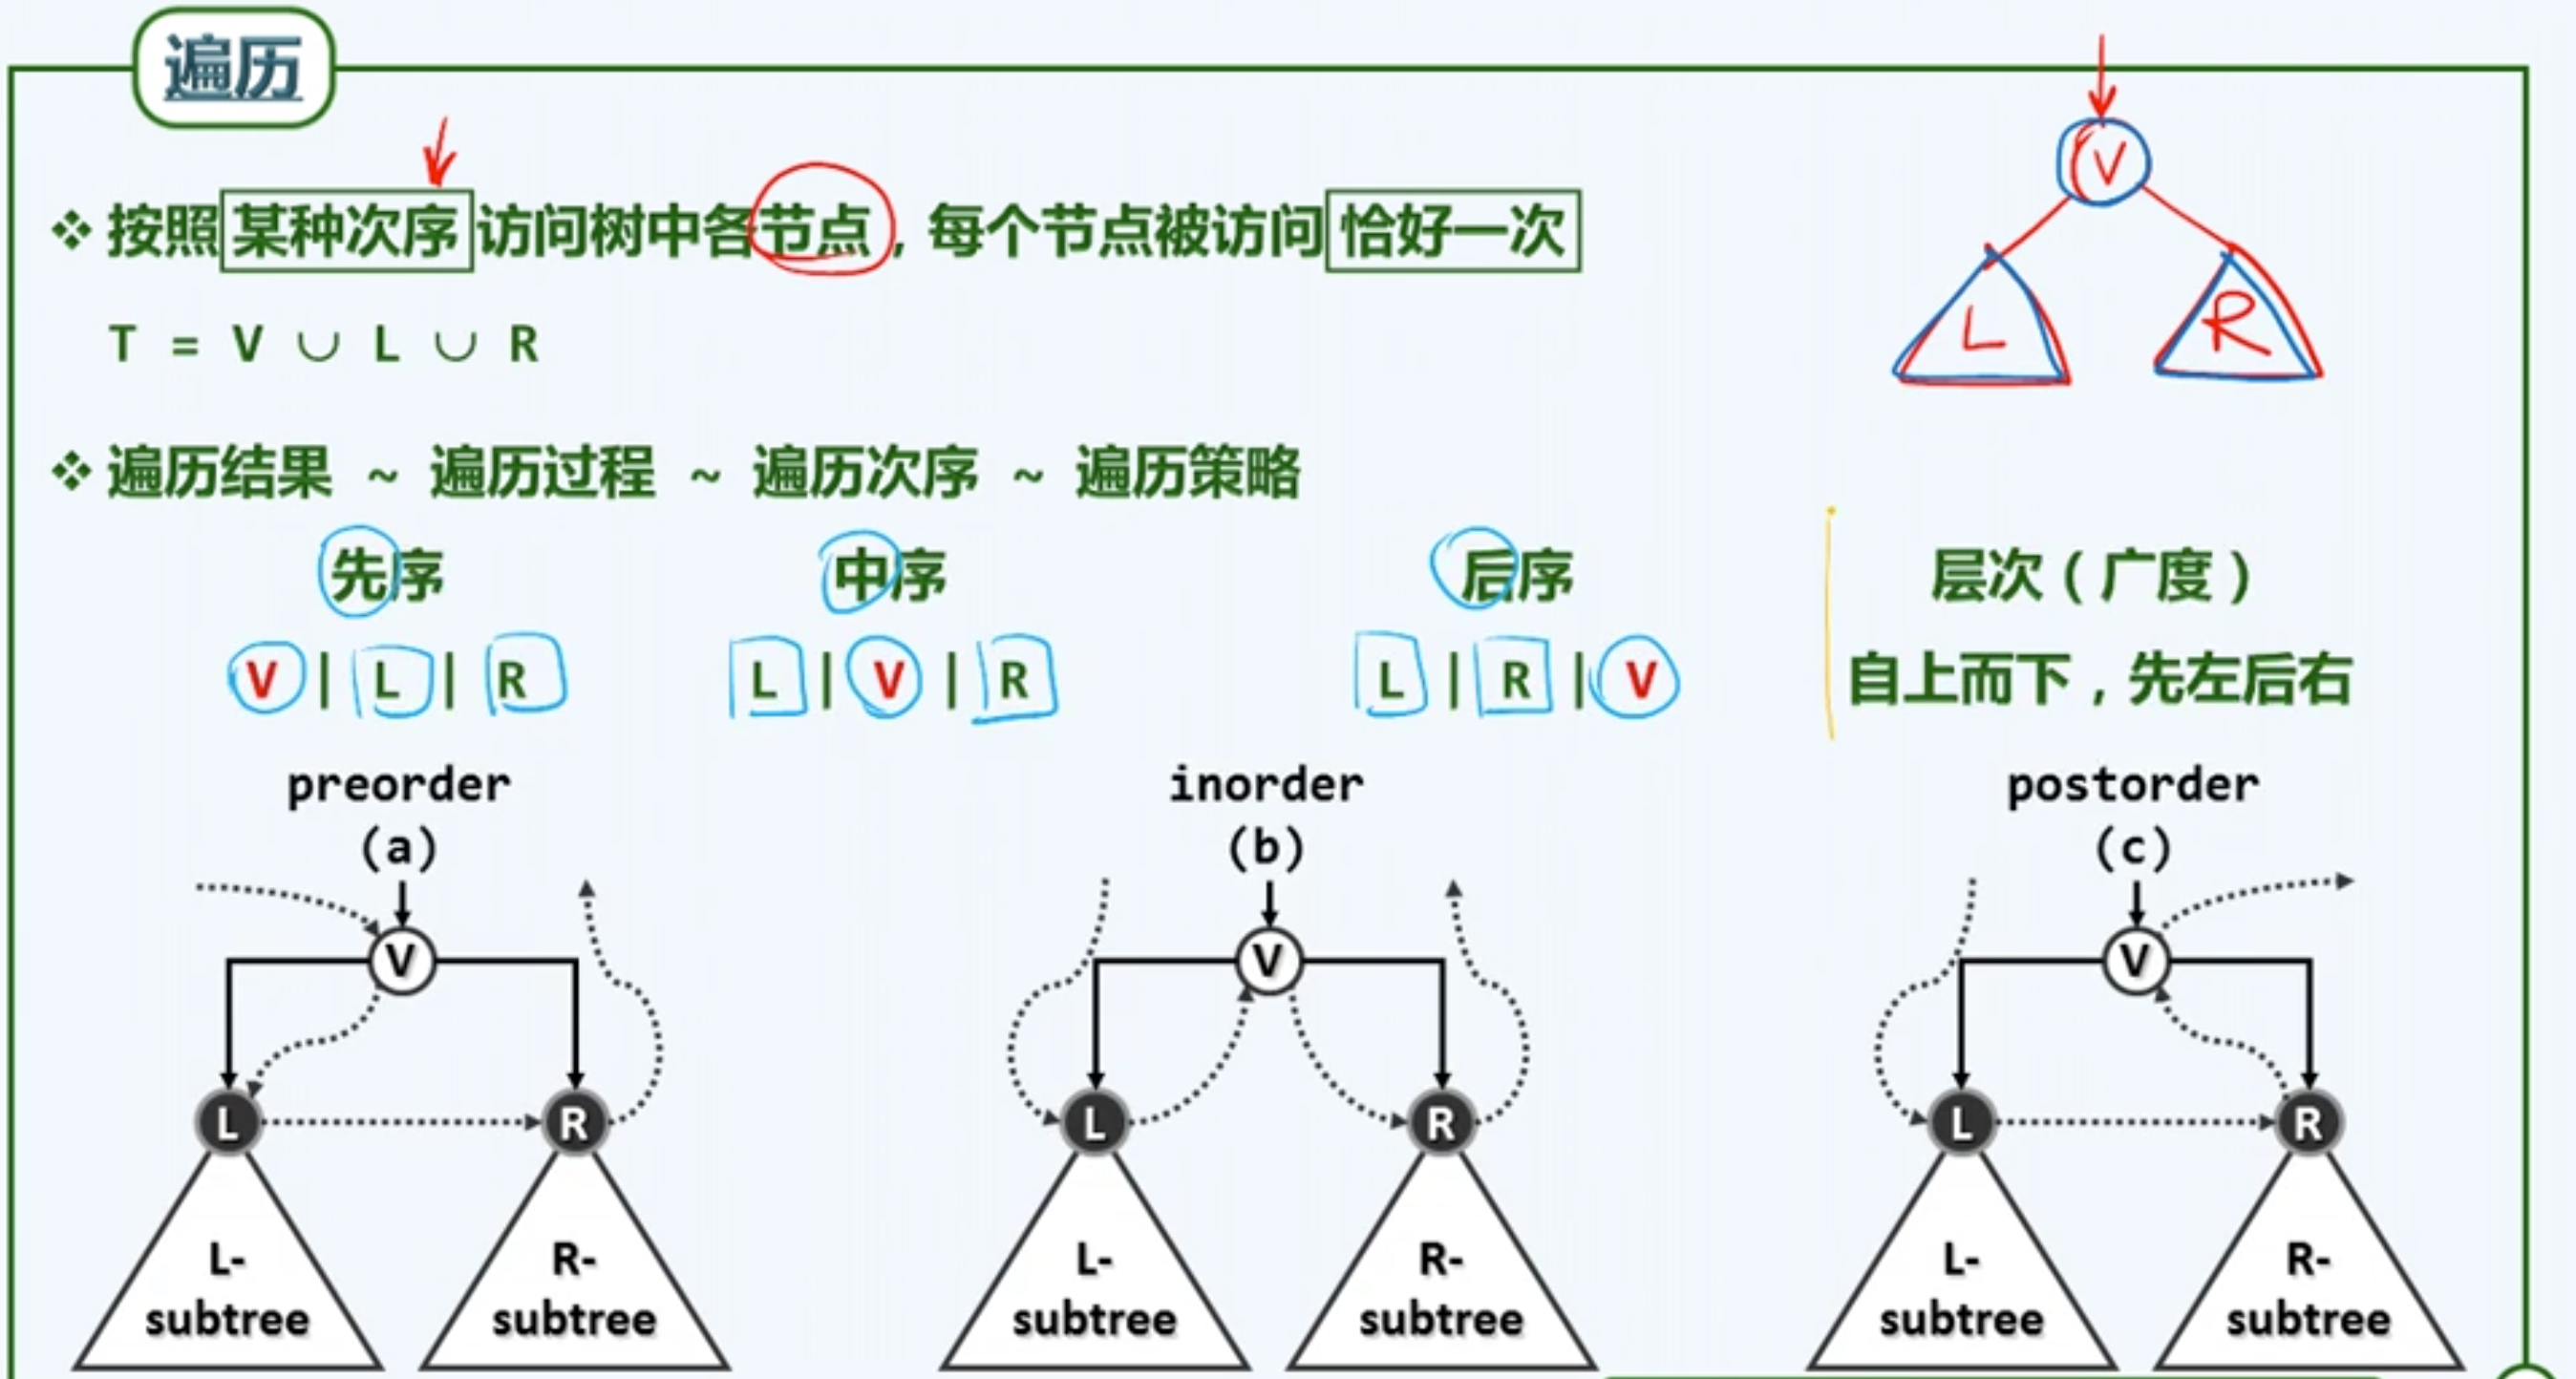 遍历
V
❖ 按照某种次序访问树中各节点，每个节点被访问恰好一次
L R
T = V ∪ L ∪ R
❖ 遍历结果 ~ 遍历过程 ~ 遍历次序 ~ 遍历策略
先序 中序 后序 层次（广度）
V | L | R L | V | R L | R | V 自上而下，先左后右
preorder inorder postorder
(a) (b) (c)
V V V
L R L R L R
L- R- L- R- L- R-
subtree subtree subtree subtree subtree subtree